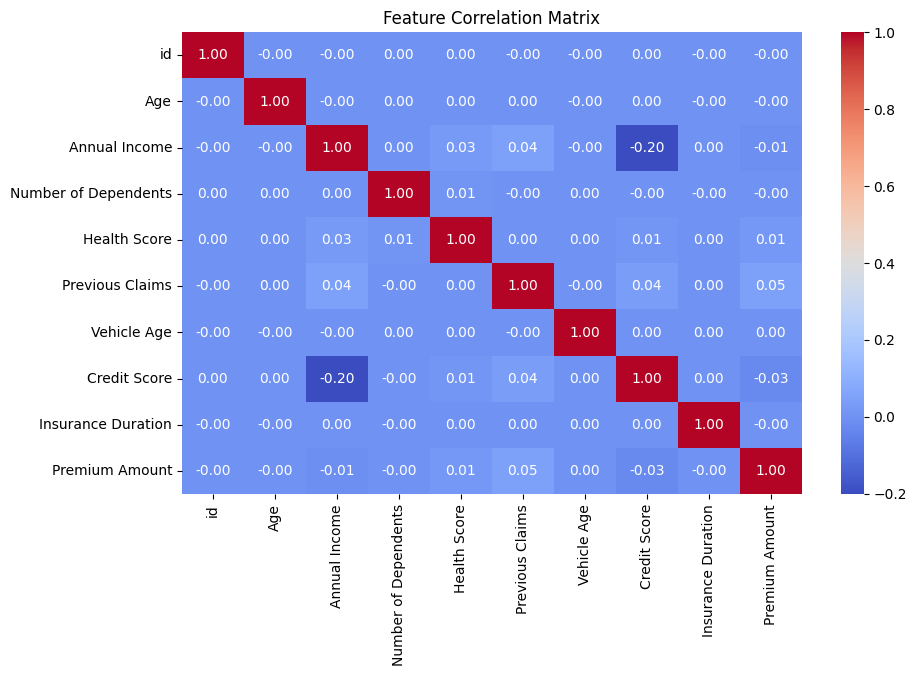 Feature Correlation Matrix
id 1.00 -0.00 -0.00 0.00 0.00 -0.00 -0.00 0.00 -0.00 -0.00
Age -0.00 1.00 -0.00 0.00 0.00 0.00 -0.00 0.00 -0.00 -0.00
Annual Income -0.00 -0.00 1.00 0.00 0.03 0.04 -0.00 -0.20 0.00 -0.01
Number of Dependents 0.00 0.00 0.00 1.00 0.01 -0.00 0.00 -0.00 -0.00 -0.00
Health Score 0.00 0.00 0.03 0.01 1.00 0.00 0.00 0.01 0.00 0.01
Previous Claims -0.00 0.00 0.04 -0.00 0.00 1.00 -0.00 0.04 0.00 0.05
Vehicle Age -0.00 -0.00 -0.00 0.00 0.00 -0.00 1.00 0.00 0.00 0.00
Credit Score 0.00 0.00 -0.20 -0.00 0.01 0.04 0.00 1.00 0.00 -0.03
Insurance Duration -0.00 -0.00 0.00 -0.00 0.00 0.00 0.00 0.00 1.00 -0.00
Premium Amount -0.00 -0.00 -0.01 -0.00 0.01 0.05 0.00 -0.03 -0.00 1.00
id
Age
Annual Income
Number of Dependents
Health Score
Previous Claims
Vehicle Age
Credit Score
Insurance Duration
Premium Amount
1.0
0.8
0.6
0.4
0.2
0.0
−0.2